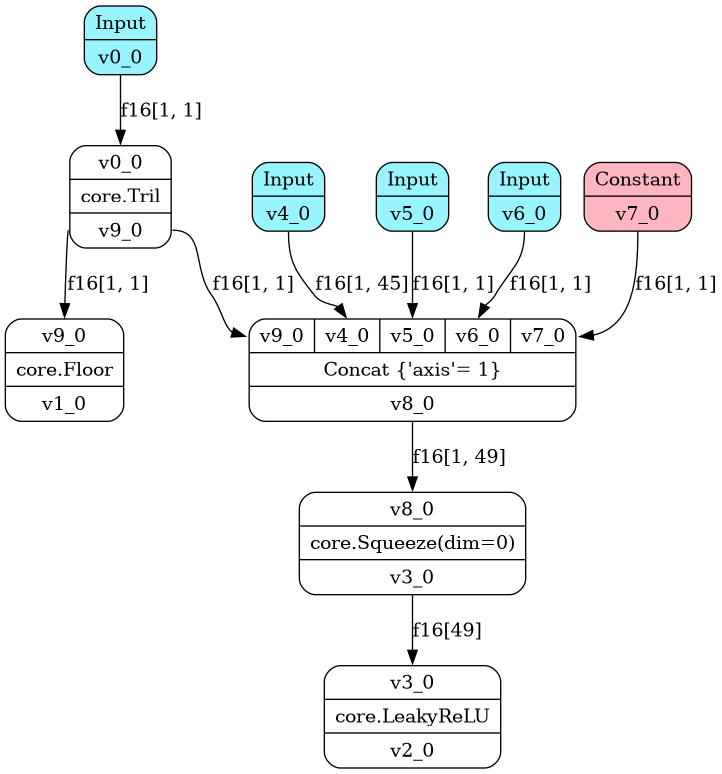 Input
v0_0
f16[1, 1]
v0_0
core.Tril
v9_0
Input
v4_0
Input
v5_0
Input
v6_0
Constant
v7_0
f16[1, 1]
f16[1, 1]
f16[1, 45]
f16[1, 1]
f16[1, 1]
f16[1, 1]
v9_0
core.Floor
v1_0
v9_0 v4_0 v5_0 v6_0 v7_0
Concat {'axis'= 1}
v8_0
f16[1, 49]
v8_0
core.Squeeze(dim=0)
v3_0
f16[49]
v3_0
core.LeakyReLU
v2_0